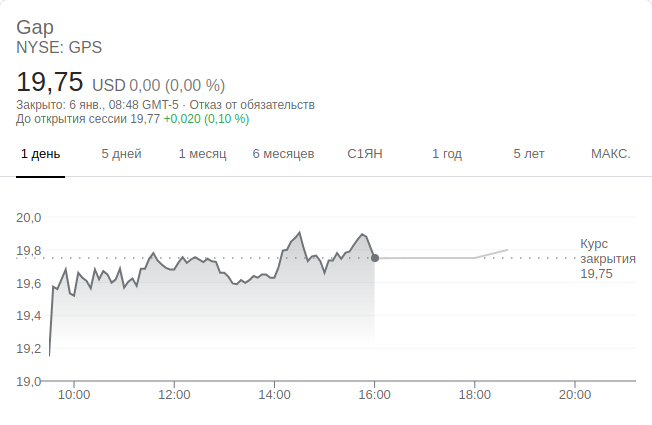 Gap
NYSE: GPS
19,75 USD 0,00 (0,00 %)
Закрыто: 6 янв., 08:48 GMT-5 · Отказ от обязательств
До открытия сессии 19,77 +0,020 (0,10 %)
1 день 5 дней 1 месяц 6 месяцев С1ЯН 1 год 5 лет МАКС.
20,0
19,8
19,6
19,4
19,2
19,0
Курс
закрытия
19,75
10:00 12:00 14:00 16:00 18:00 20:00